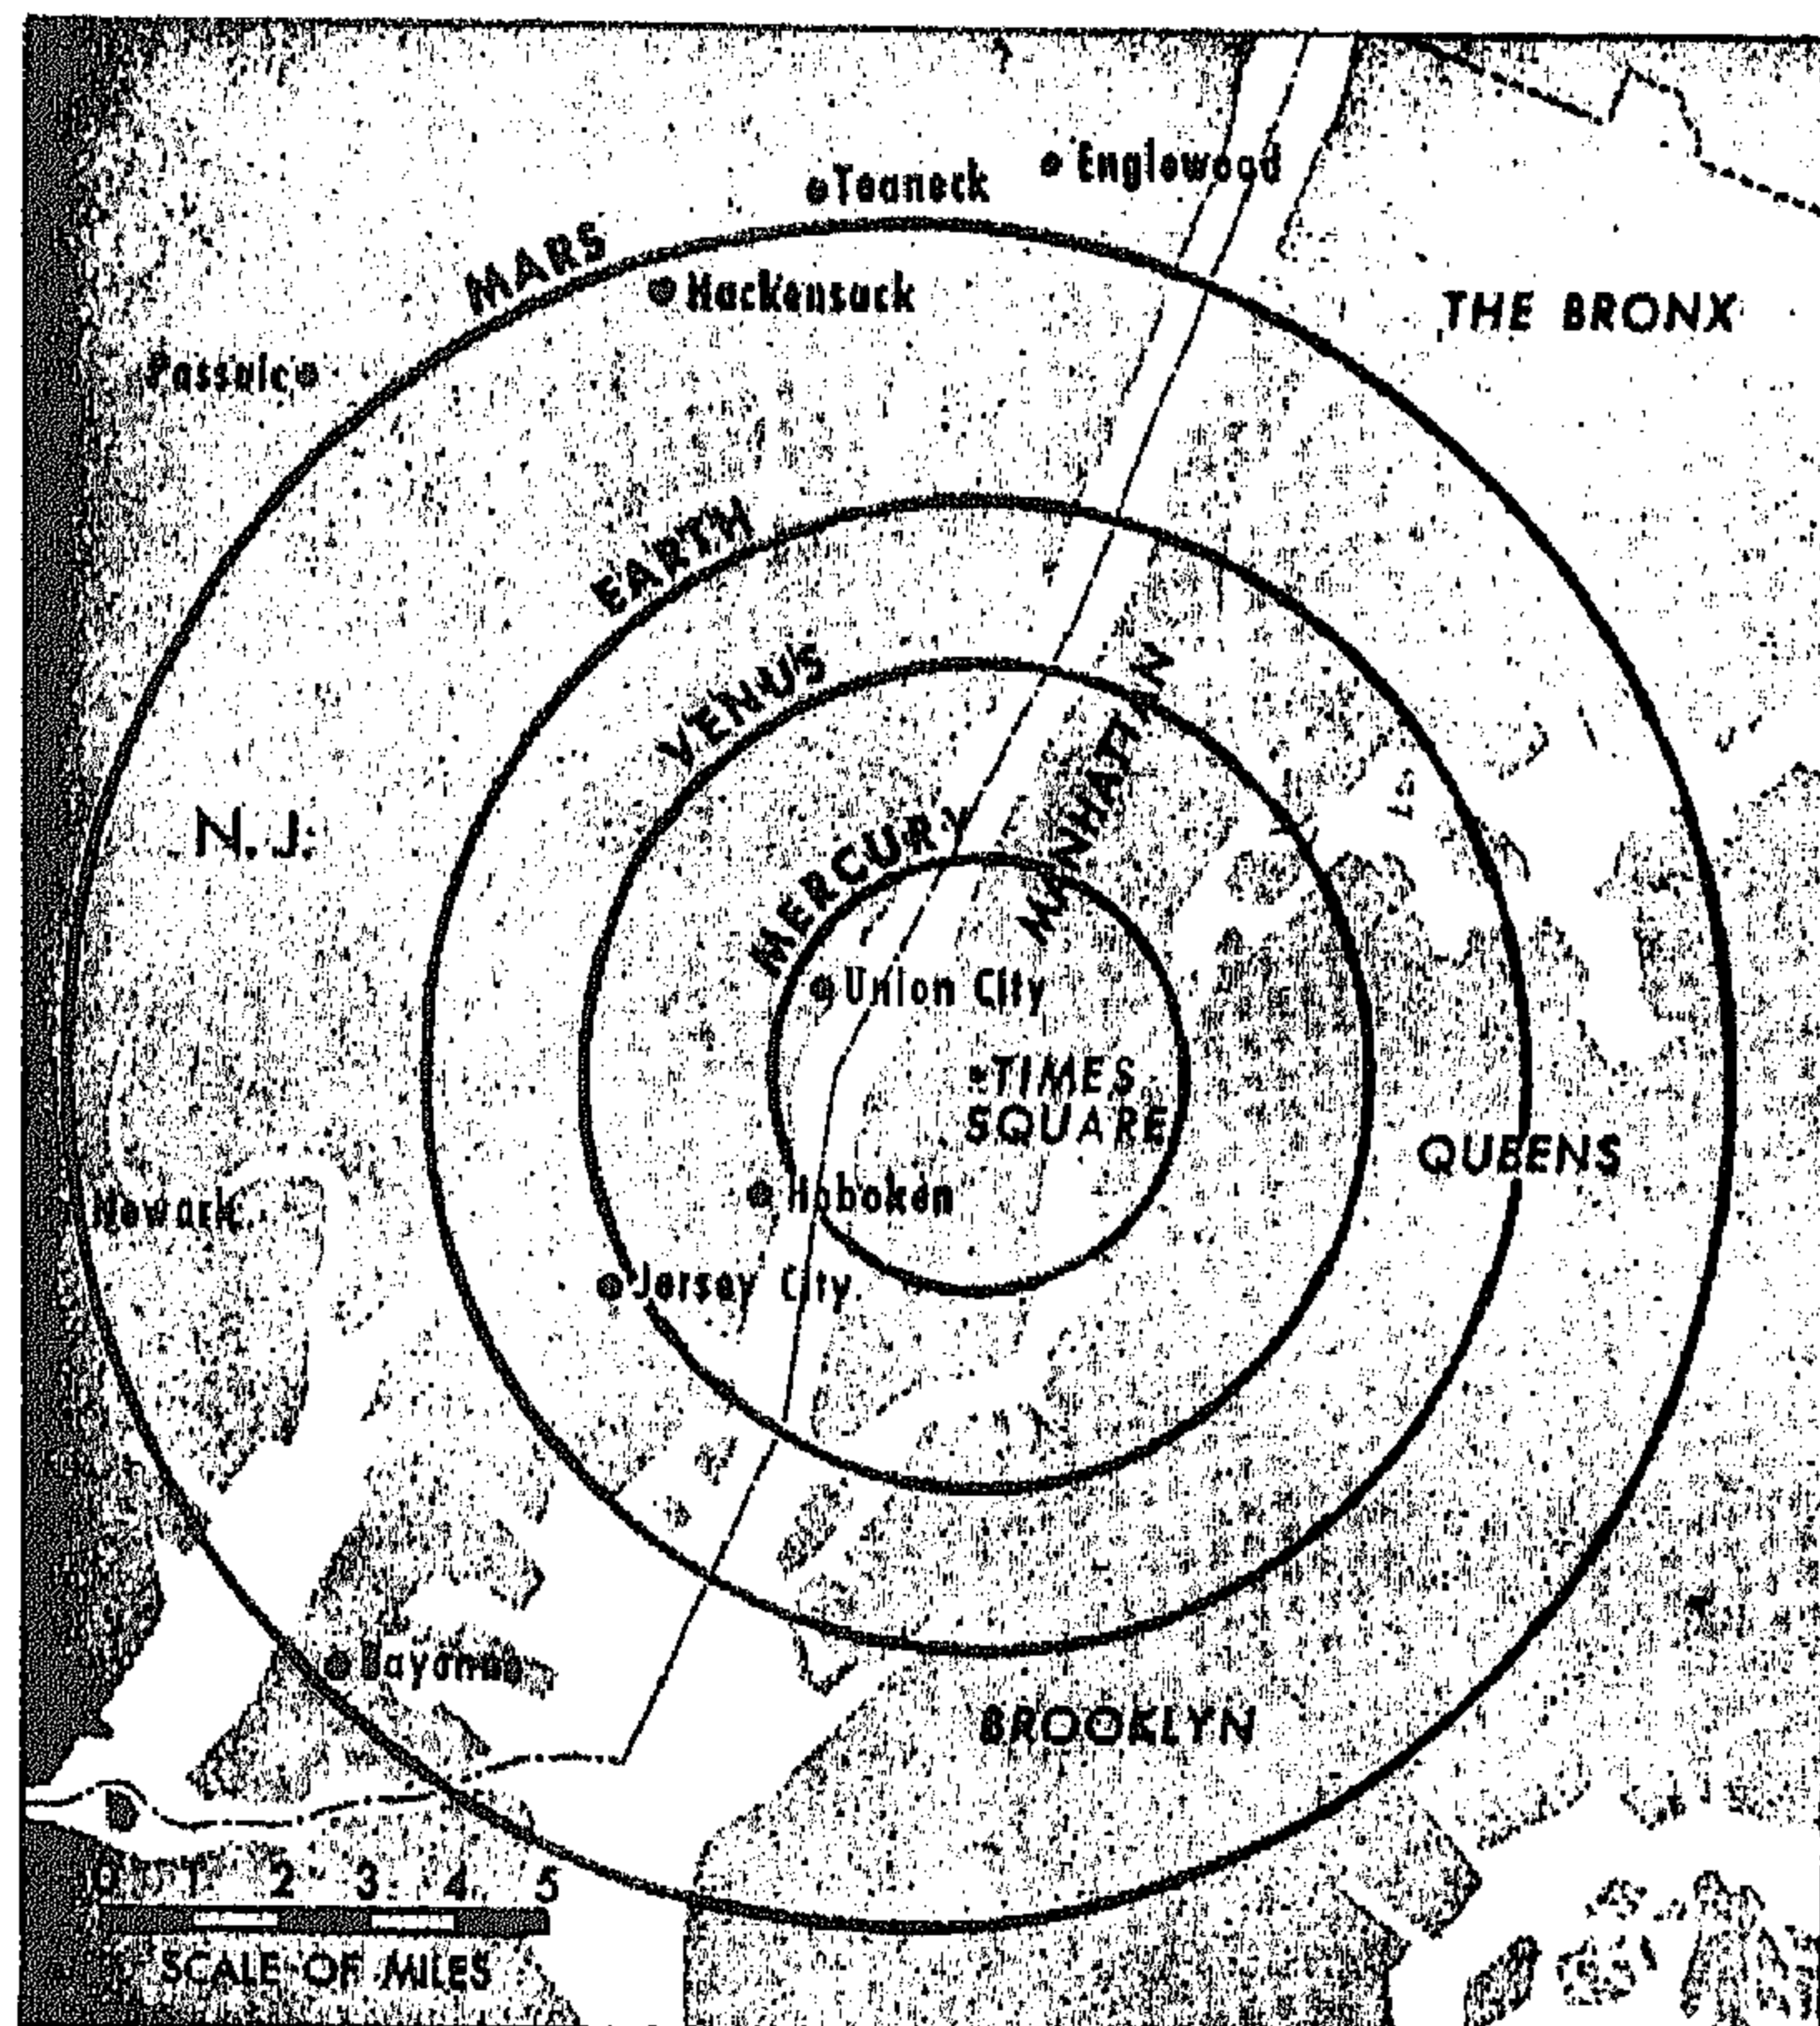 Teaneck
Englewood
MARS
Hackensack
THE BRONX
Passaic
EARTH
VENUS
MANHATTAN
N. J.
MERCURY
Union City
TIMES
SQUARE
QUEENS
Newark
Hoboken
Jersey City
Bayonne
BROOKLYN
0 1 2 3 4 5
SCALE OF MILES